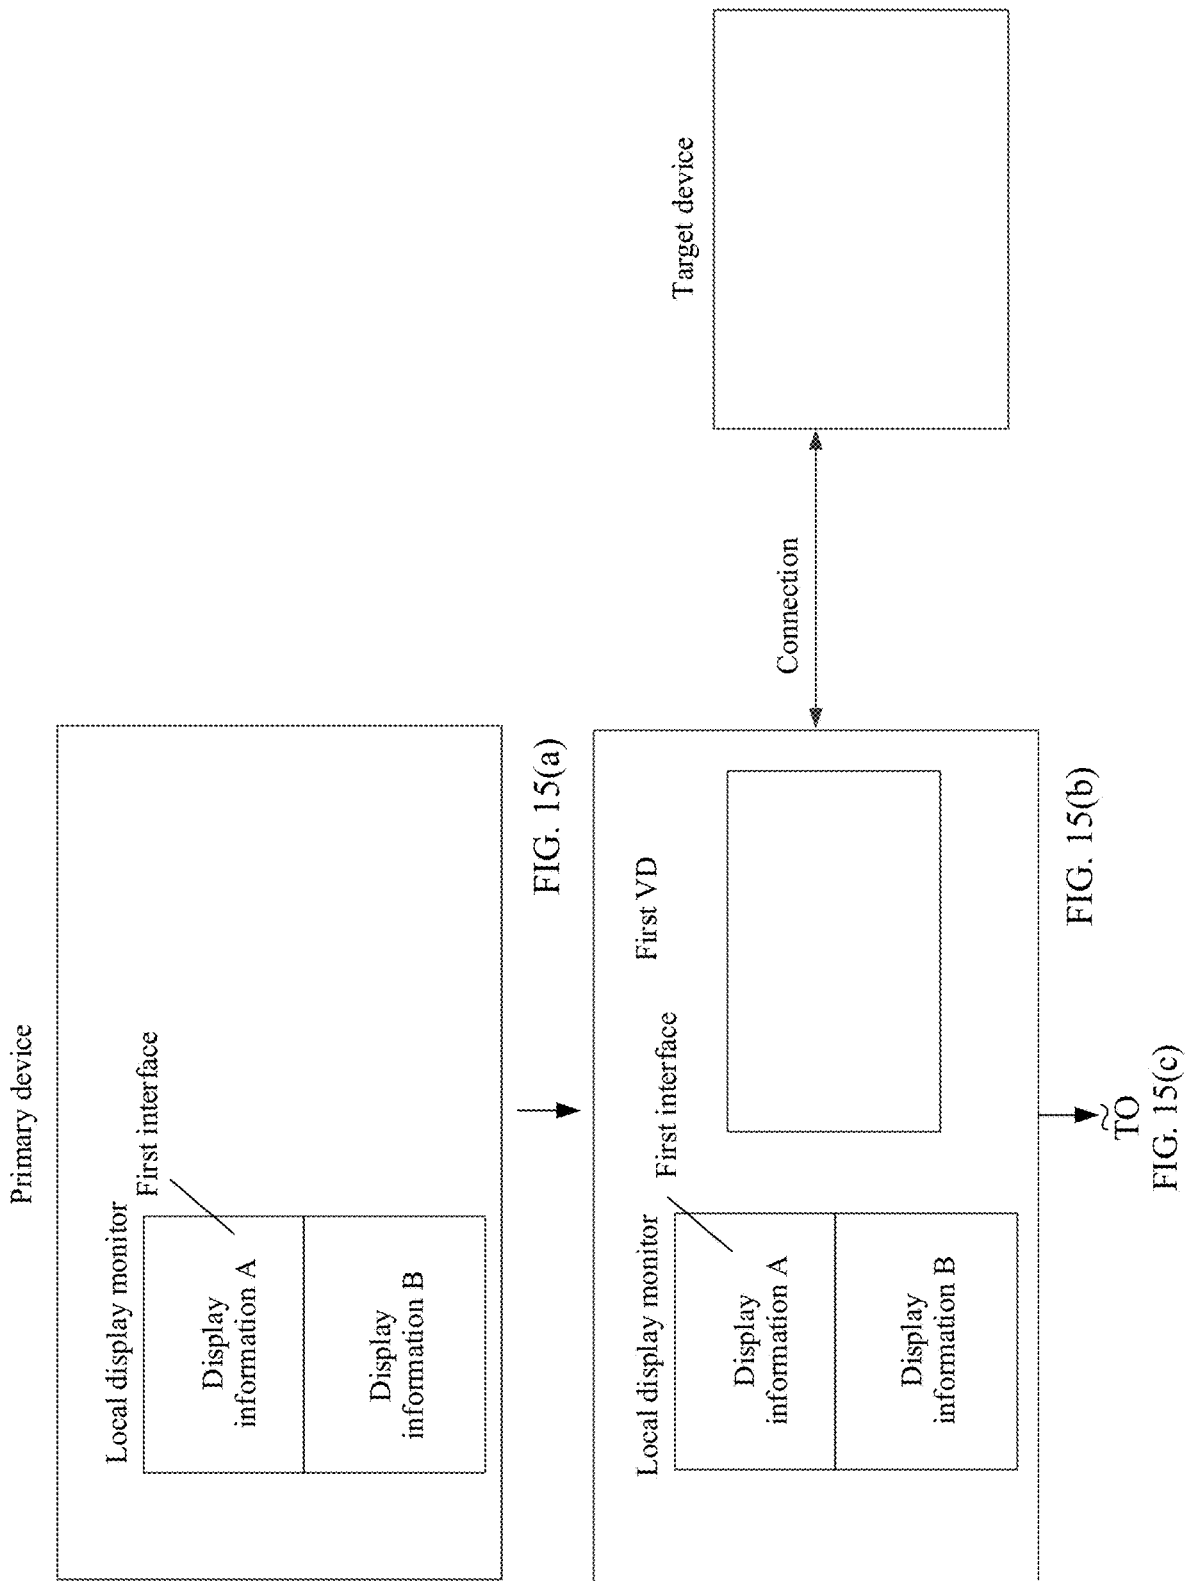 Primary device
Local display monitor
First interface
Display
information A
Display
information B
FIG. 15(a)
Target device
Local display monitor
First interface
First VD
Connection
Display
information A
Display
information B
FIG. 15(b)
TO
FIG. 15(c)